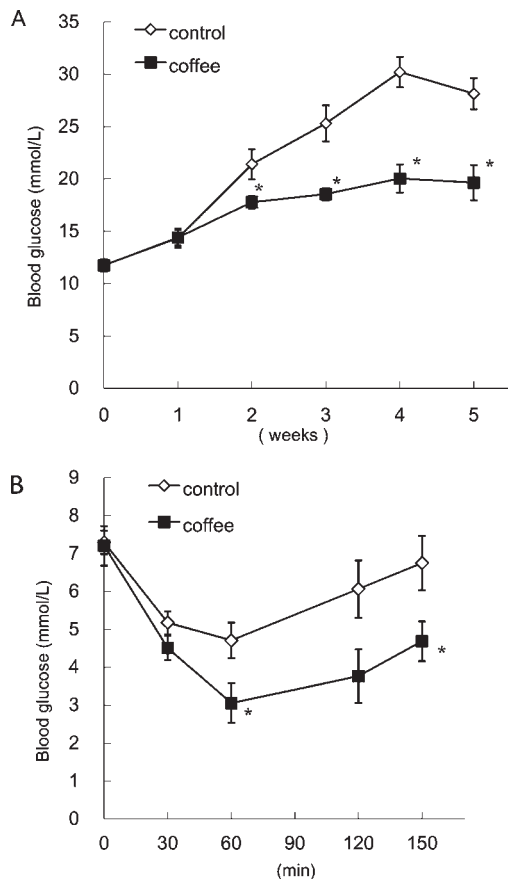 A
control
coffee
Blood glucose (mmol/L)
35
30
25
20
15
10
5
0
*
*
*
*
0 1 2 3 4 5
( weeks )
B
control
coffee
Blood glucose (mmol/L)
9
8
7
6
5
4
3
2
1
0
*
*
0 30 60 90 120 150
(min)